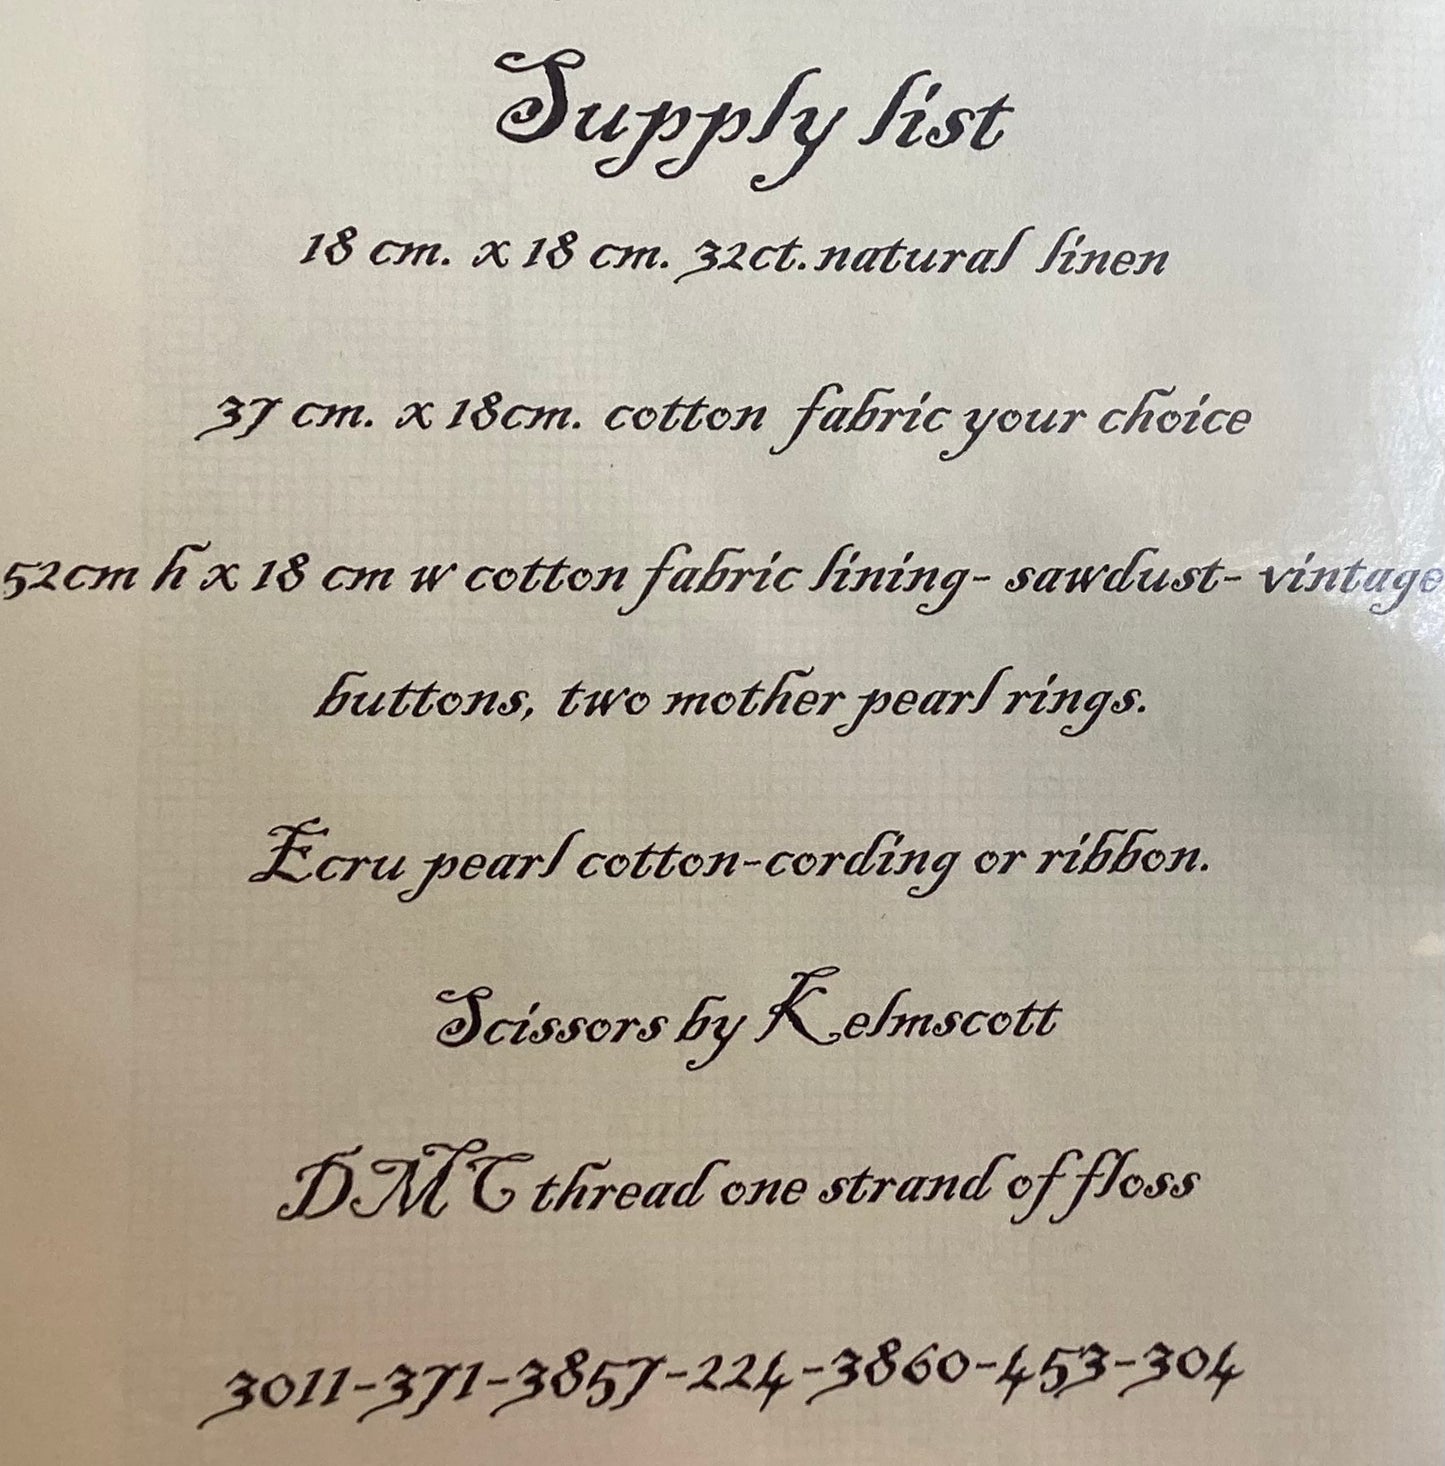 Supply list
18 cm. x 18 cm. 32ct. natural linen
37 cm. x 18cm. cotton fabric your choice
52cm h x 18 cm w cotton fabric lining- sawdust- vintage
buttons, two mother pearl rings.
Ecru pearl cotton-cording or ribbon.
Scissors by Kelmscott
DMC thread one strand of floss
3011-371-3857-224-3860-453-304